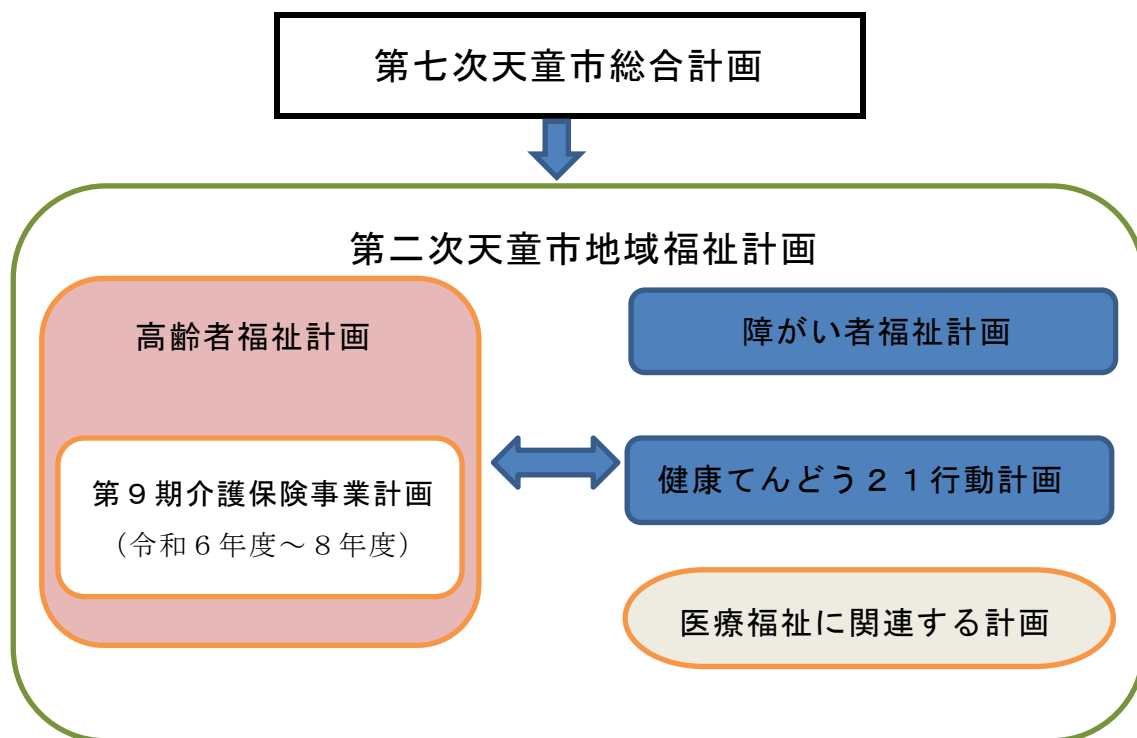 第七次天童市総合計画
第二次天童市地域福祉計画
高齢者福祉計画
第９期介護保険事業計画
（令和６年度～８年度）
障がい者福祉計画
健康てんどう２１行動計画
医療福祉に関連する計画